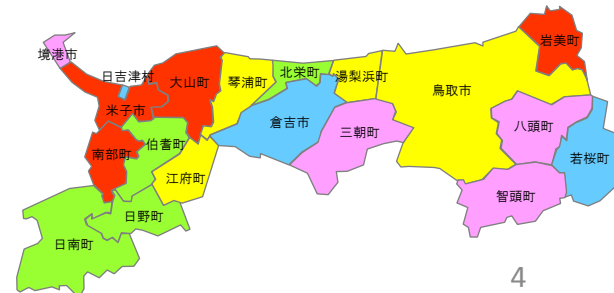 境港市
日吉津村
米子市
大山町
琴浦町
北栄町
湯梨浜町
鳥取市
岩美町
南部町
伯耆町
倉吉市
三朝町
八頭町
若桜町
江府町
智頭町
日野町
日南町
4